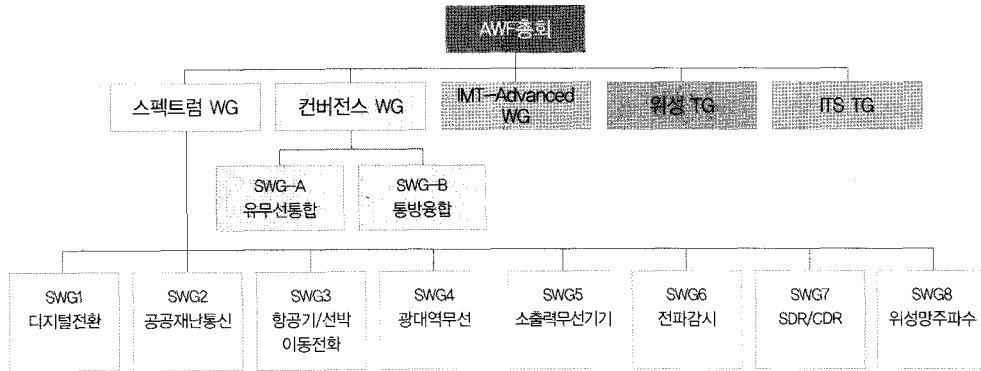 AWF총회
스펙트럼 WG
컨버전스 WG
IMT-Advanced
WG
위성 TG
ITS TG
SWG-A
유무선통합
SWG-B
통방융합
SWG1
디지털전환
SWG2
공공재난통신
SWG3
항공기/선박
이동전화
SWG4
광대역무선
SWG5
소출력무선기기
SWG6
전파감시
SWG7
SDR/CDR
SWG8
위성망주파수